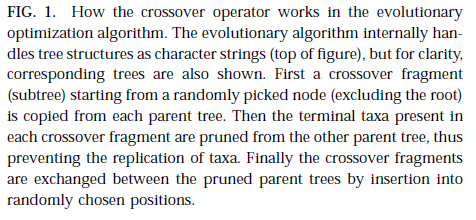 FIG. 1. How the crossover operator works in the evolutionary
optimization algorithm. The evolutionary algorithm internally han-
dles tree structures as character strings (top of figure), but for clarity,
corresponding trees are also shown. First a crossover fragment
(subtree) starting from a randomly picked node (excluding the root)
is copied from each parent tree. Then the terminal taxa present in
each crossover fragment are pruned from the other parent tree, thus
preventing the replication of taxa. Finally the crossover fragments
are exchanged between the pruned parent trees by insertion into
randomly chosen positions.